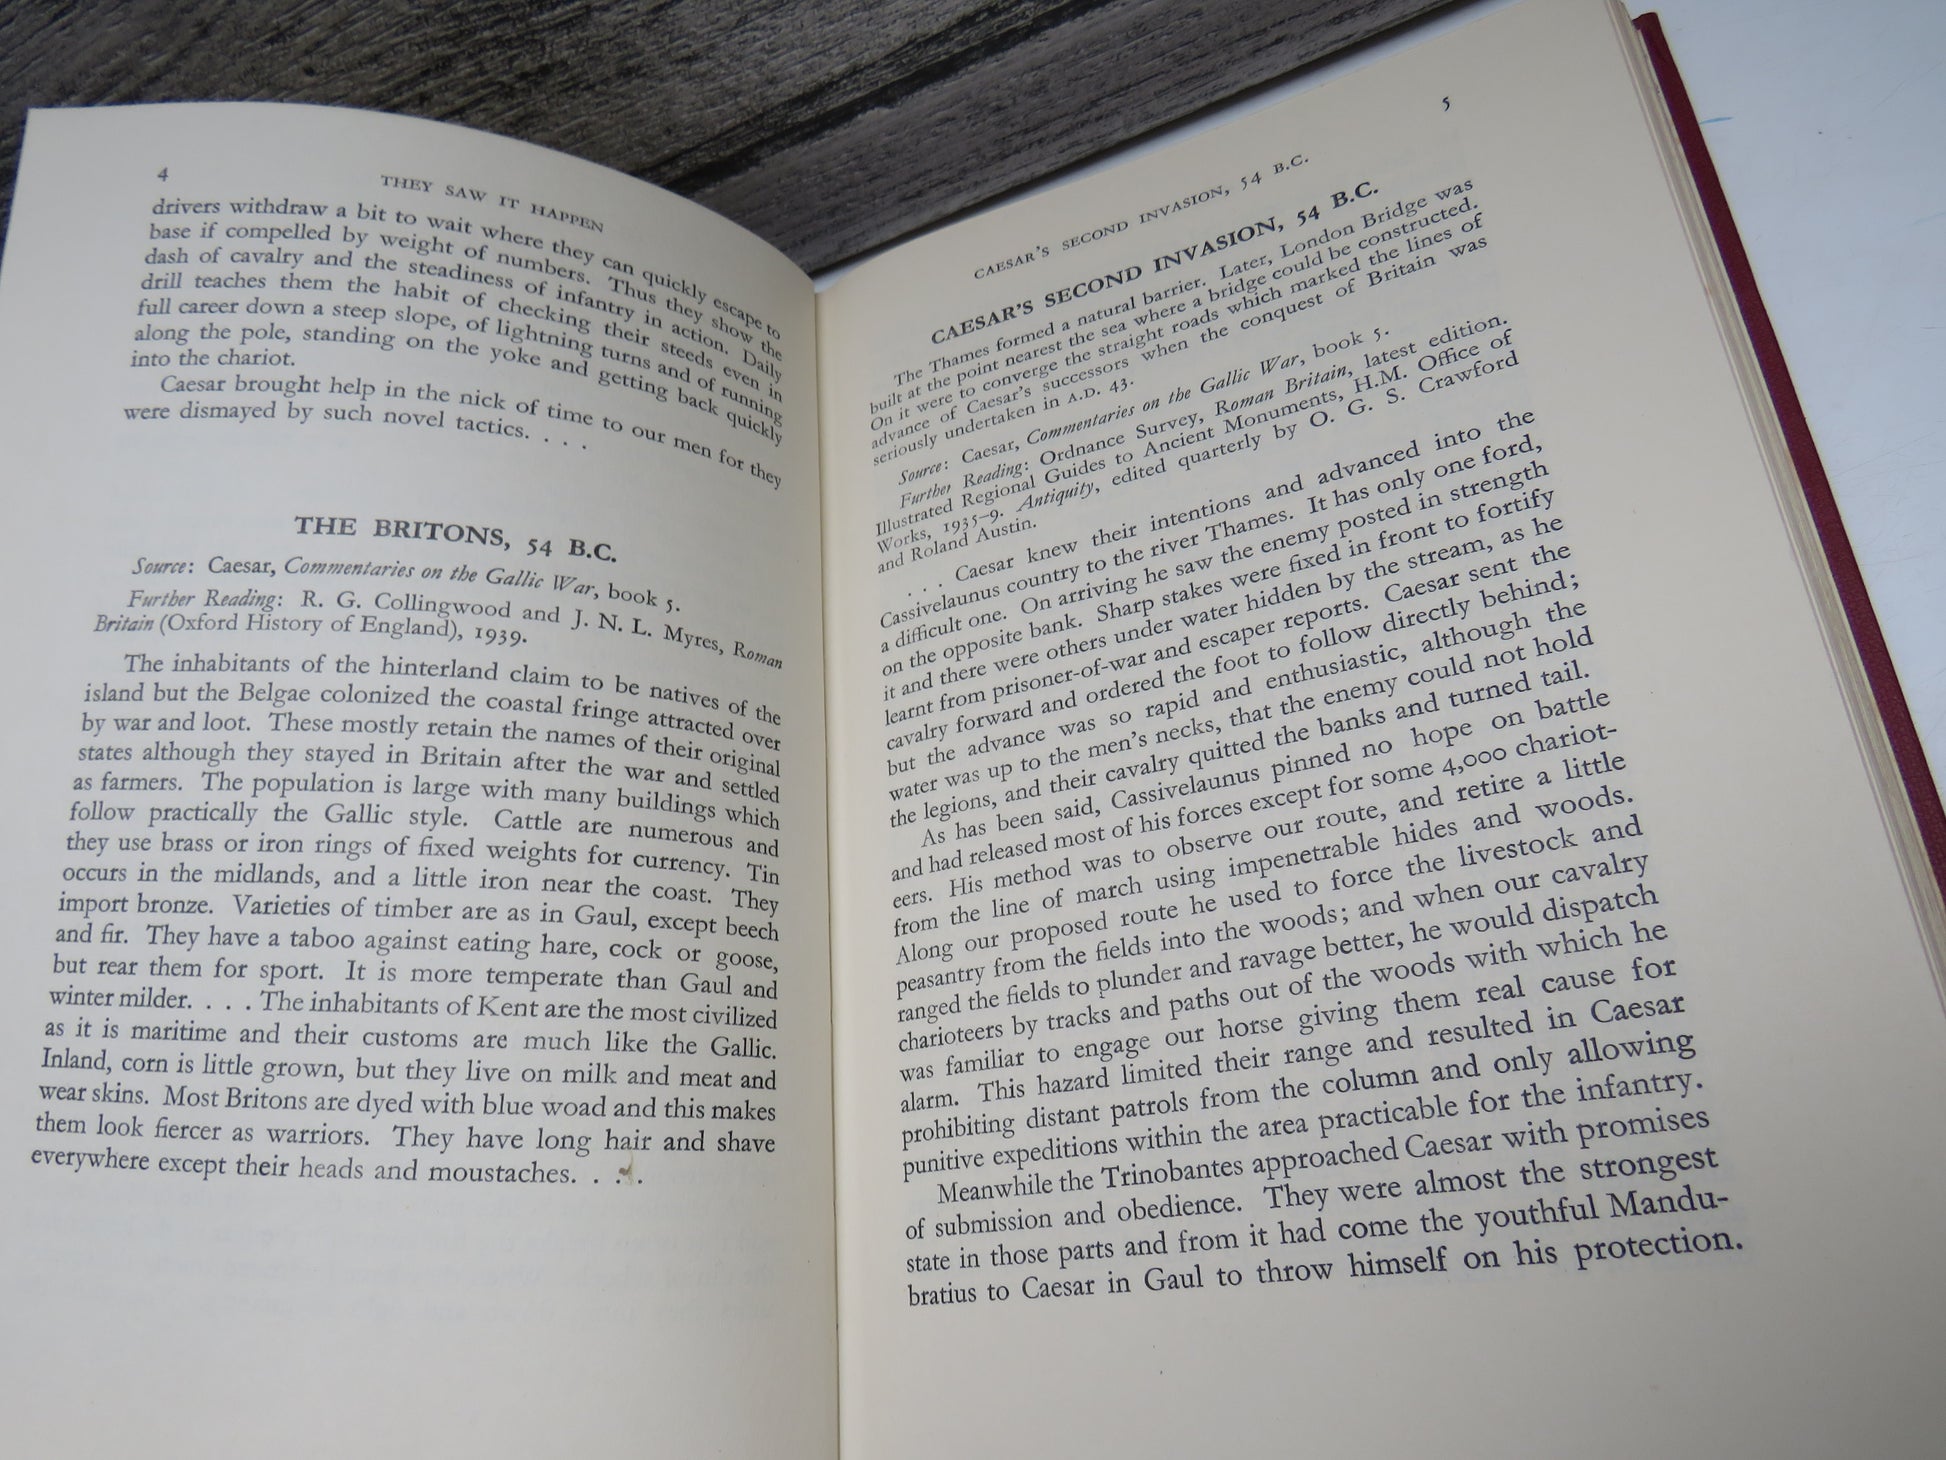 4
THEY SAW IT HAPPEN
drivers withdraw a bit to wait where they can quickly escape to
base if compelled by weight of numbers. Thus they show the
dash of cavalry and the steadiness of infantry in action. Daily
drill teaches them the habit of checking their steeds even in
full career down a steep slope, of lightning turns and of running
along the pole, standing on the yoke and getting back quickly
into the chariot.
Caesar brought help in the nick of time to our men for they
were dismayed by such novel tactics. . . .
THE BRITONS, 54 B.C.
Source: Caesar, Commentaries on the Gallic War, book 5.
Further Reading: R. G. Collingwood and J. N. L. Myres, Roman
Britain (Oxford History of England), 1939.
The inhabitants of the hinterland claim to be natives of the
island but the Belgae colonized the coastal fringe attracted over
by war and loot. These mostly retain the names of their original
states although they stayed in Britain after the war and settled
as farmers. The population is large with many buildings which
follow practically the Gallic style. Cattle are numerous and
they use brass or iron rings of fixed weights for currency. Tin
occurs in the midlands, and a little iron near the coast. They
import bronze. Varieties of timber are as in Gaul, except beech
and fir. They have a taboo against eating hare, cock or goose,
but rear them for sport. It is more temperate than Gaul and
winter milder. . . . The inhabitants of Kent are the most civilized
as it is maritime and their customs are much like the Gallic.
Inland, corn is little grown, but they live on milk and meat and
wear skins. Most Britons are dyed with blue woad and this makes
them look fiercer as warriors. They have long hair and shave
everywhere except their heads and moustaches. . . .
5
CAESAR'S SECOND INVASION, 54 B.C.
CAESAR'S SECOND INVASION, 54 B.C.
The Thames formed a natural barrier. Later, London Bridge was
built at the point nearest the sea where a bridge could be constructed.
On it were to converge the straight roads which marked the lines of
advance of Caesar's successors when the conquest of Britain was
seriously undertaken in A.D. 43.
Source: Caesar, Commentaries on the Gallic War, book 5.
Further Reading: Ordnance Survey, Roman Britain, latest edition.
Illustrated Regional Guides to Ancient Monuments, H.M. Office of
Works, 1935–9. Antiquity, edited quarterly by O. G. S. Crawford
and Roland Austin.
. . . Caesar knew their intentions and advanced into the
Cassivelaunus country to the river Thames. It has only one ford,
a difficult one. On arriving he saw the enemy posted in strength
on the opposite bank. Sharp stakes were fixed in front to fortify
it and there were others under water hidden by the stream, as he
learnt from prisoner-of-war and escaper reports. Caesar sent the
cavalry forward and ordered the foot to follow directly behind;
but the advance was so rapid and enthusiastic, although the
water was up to the men's necks, that the enemy could not hold
the legions, and their cavalry quitted the banks and turned tail.
As has been said, Cassivelaunus pinned no hope on battle
and had released most of his forces except for some 4,000 chariot-
eers. His method was to observe our route, and retire a little
from the line of march using impenetrable hides and woods.
Along our proposed route he used to force the livestock and
peasantry from the fields into the woods; and when our cavalry
ranged the fields to plunder and ravage better, he would dispatch
charioteers by tracks and paths out of the woods with which he
was familiar to engage our horse giving them real cause for
alarm. This hazard limited their range and resulted in Caesar
prohibiting distant patrols from the column and only allowing
punitive expeditions within the area practicable for the infantry.
Meanwhile the Trinobantes approached Caesar with promises
of submission and obedience. They were almost the strongest
state in those parts and from it had come the youthful Mandu-
bratius to Caesar in Gaul to throw himself on his protection.